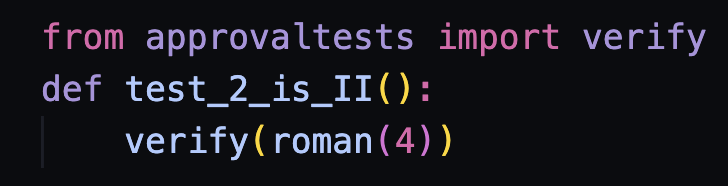 from approvaltests import verify
def test_2_is_II():
    verify(roman(4))